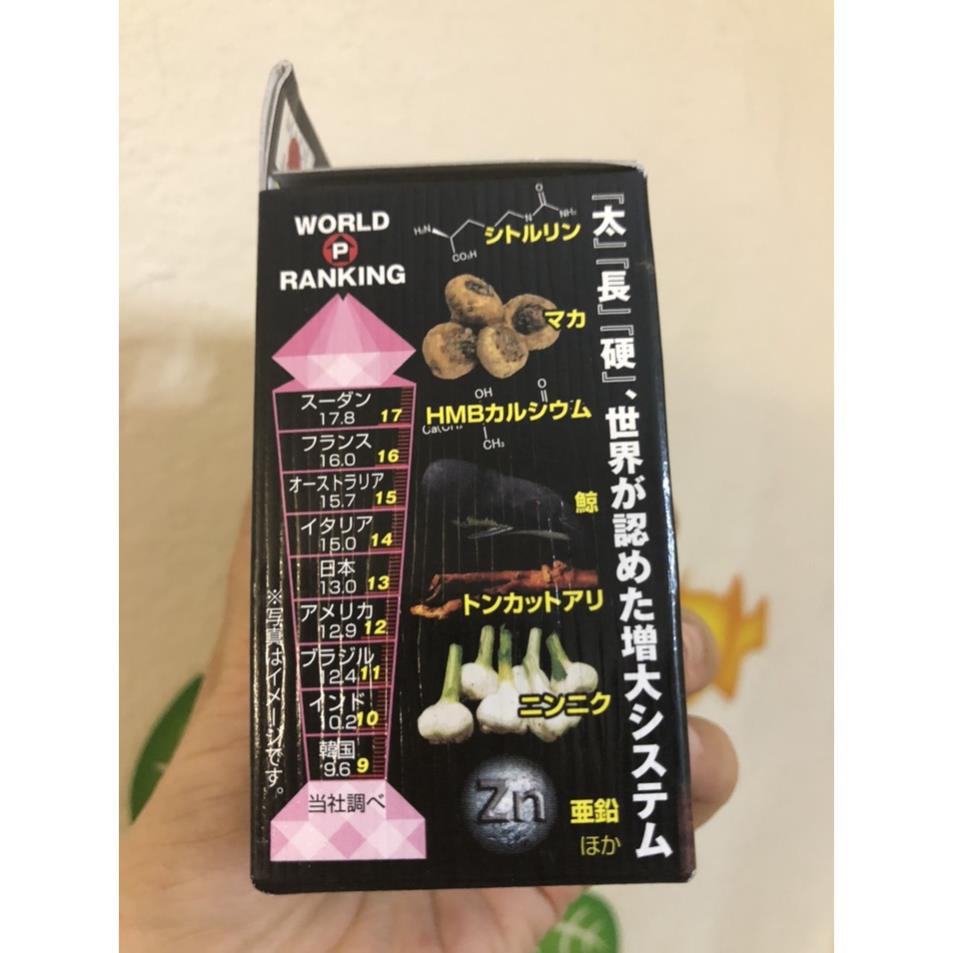 WORLD
P
RANKING
スーダン
17.8 17
フランス
16.0 16
オーストラリア
15.7 15
イタリア
15.0 14
日本
13.0 13
アメリカ
12.9 12
ブラジル
12.4 11
インド
10.2 10
韓国
9.6 9
当社調べ
※写真はイメージです。
H₂N
O
N
NH₂
CO₂H
シトルリン
マカ
OH
O
HMBカルシウム
CH₃
鯨
トンカットアリ
ニンニク
Zn
亜鉛
ほか
『太』『長』『硬』、世界が認めた増大システム